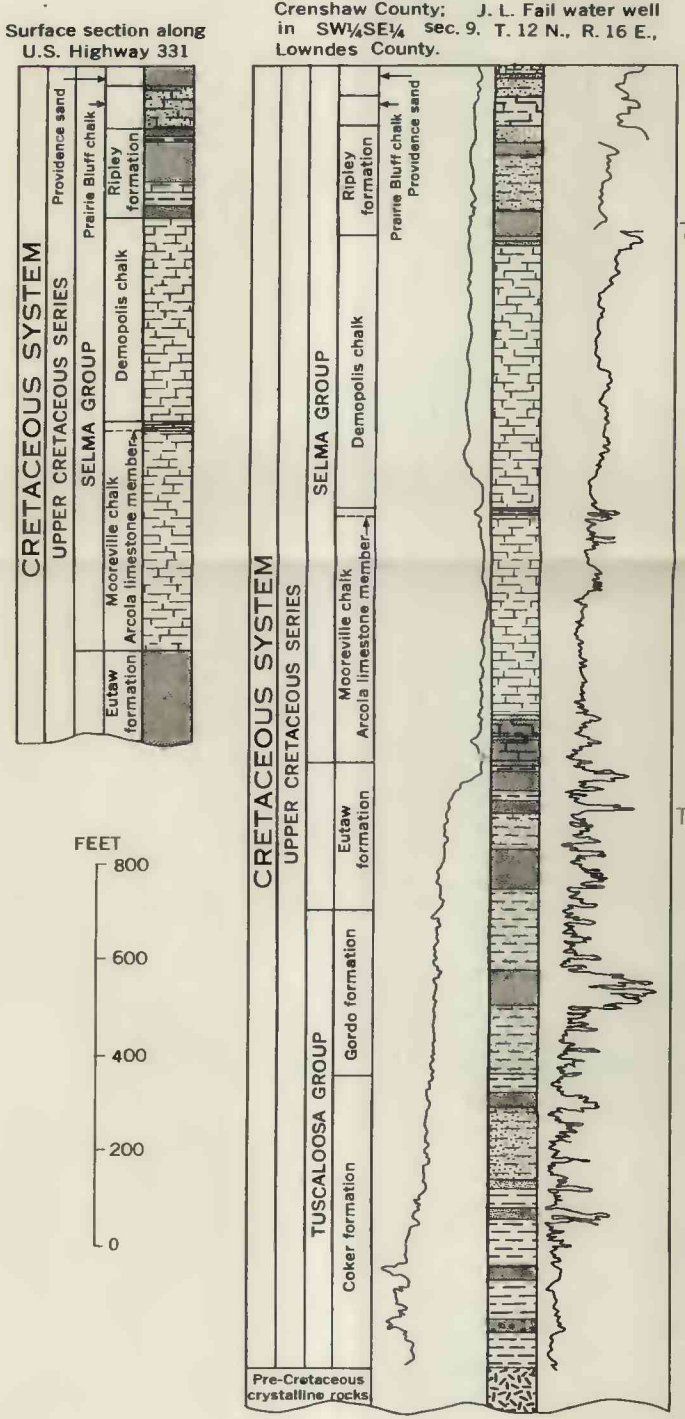 Surface section along
U.S. Highway 331
CRETACEOUS SYSTEM
UPPER CRETACEOUS SERIES
SELMA GROUP
Providence sand
Prairie Bluff chalk
Ripley
formation
Demopolis chalk
Mooreville chalk
Arcola limestone member
Eutaw
formation
FEET
800
600
400
200
0
Crenshaw County; J. L. Fail water well
in SW¼SE¼ sec. 9. T. 12 N., R. 16 E.,
Lowndes County.
CRETACEOUS SYSTEM
UPPER CRETACEOUS SERIES
SELMA GROUP
Prairie Bluff chalk
Providence sand
Ripley
formation
Demopolis chalk
Mooreville chalk
Arcola limestone member
Eutaw
formation
TUSCALOOSA GROUP
Gordo formation
Coker formation
Pre-Cretaceous
crystalline rocks
T